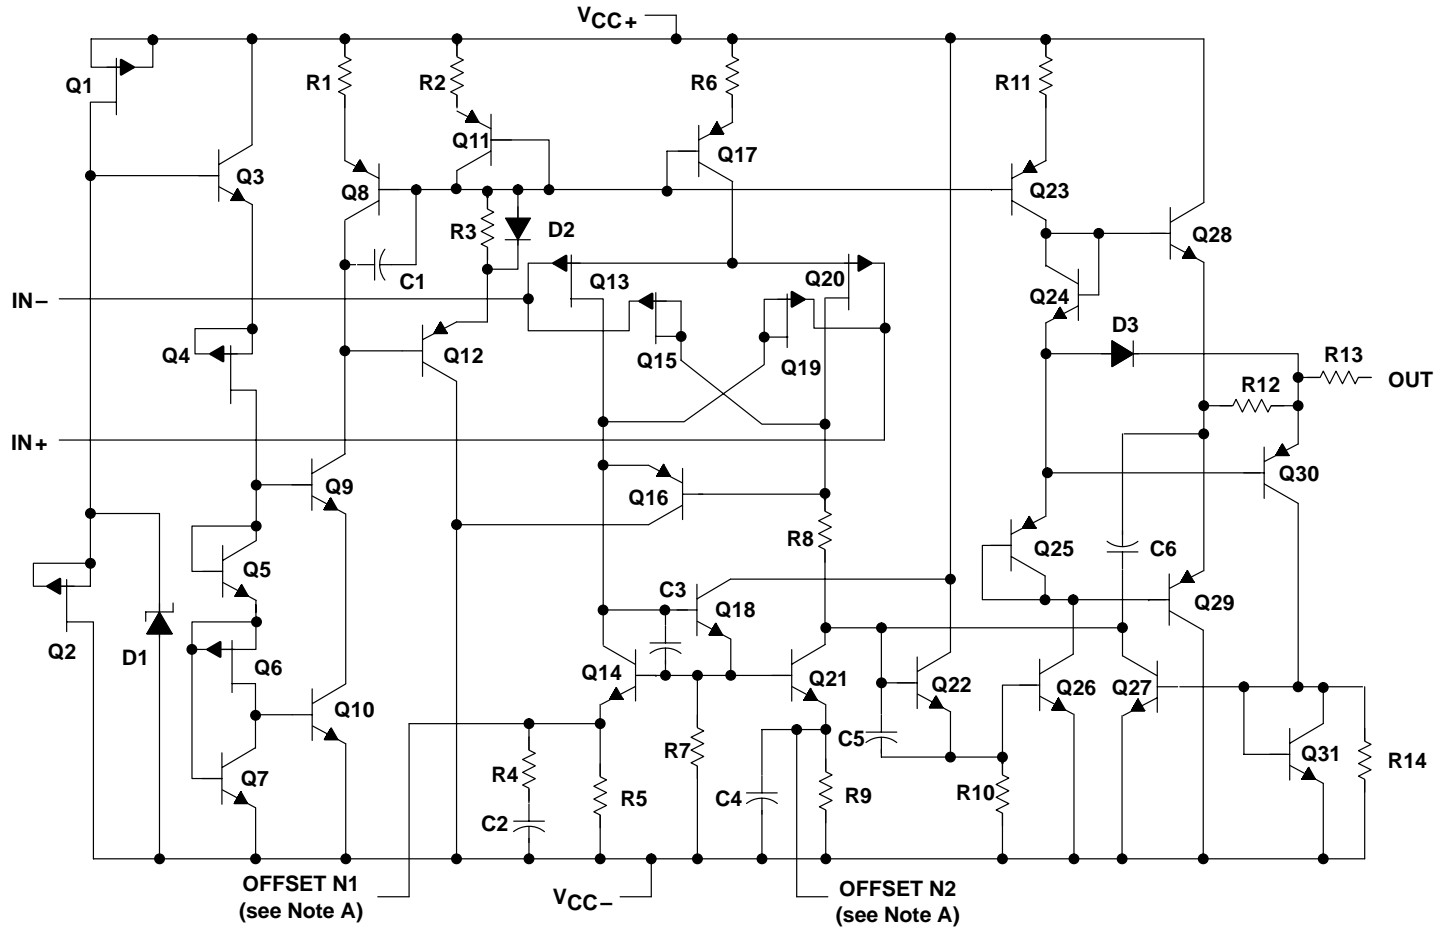 VCC+
Q1
R1
R2
R6
R11
Q11
Q17
Q3
Q8
Q23
R3
D2
Q28
C1
Q13
Q20
Q24
IN−
D3
Q4
Q12
Q15
Q19
R13
OUT
R12
IN+
Q9
Q16
Q30
R8
Q25
C6
Q5
C3
Q18
Q29
Q2
D1
Q6
Q14
Q21
Q22
Q26
Q27
Q10
C5
R7
Q31
R14
Q7
R4
R5
C4
R9
R10
C2
OFFSET N1
(see Note A)
VCC−
OFFSET N2
(see Note A)